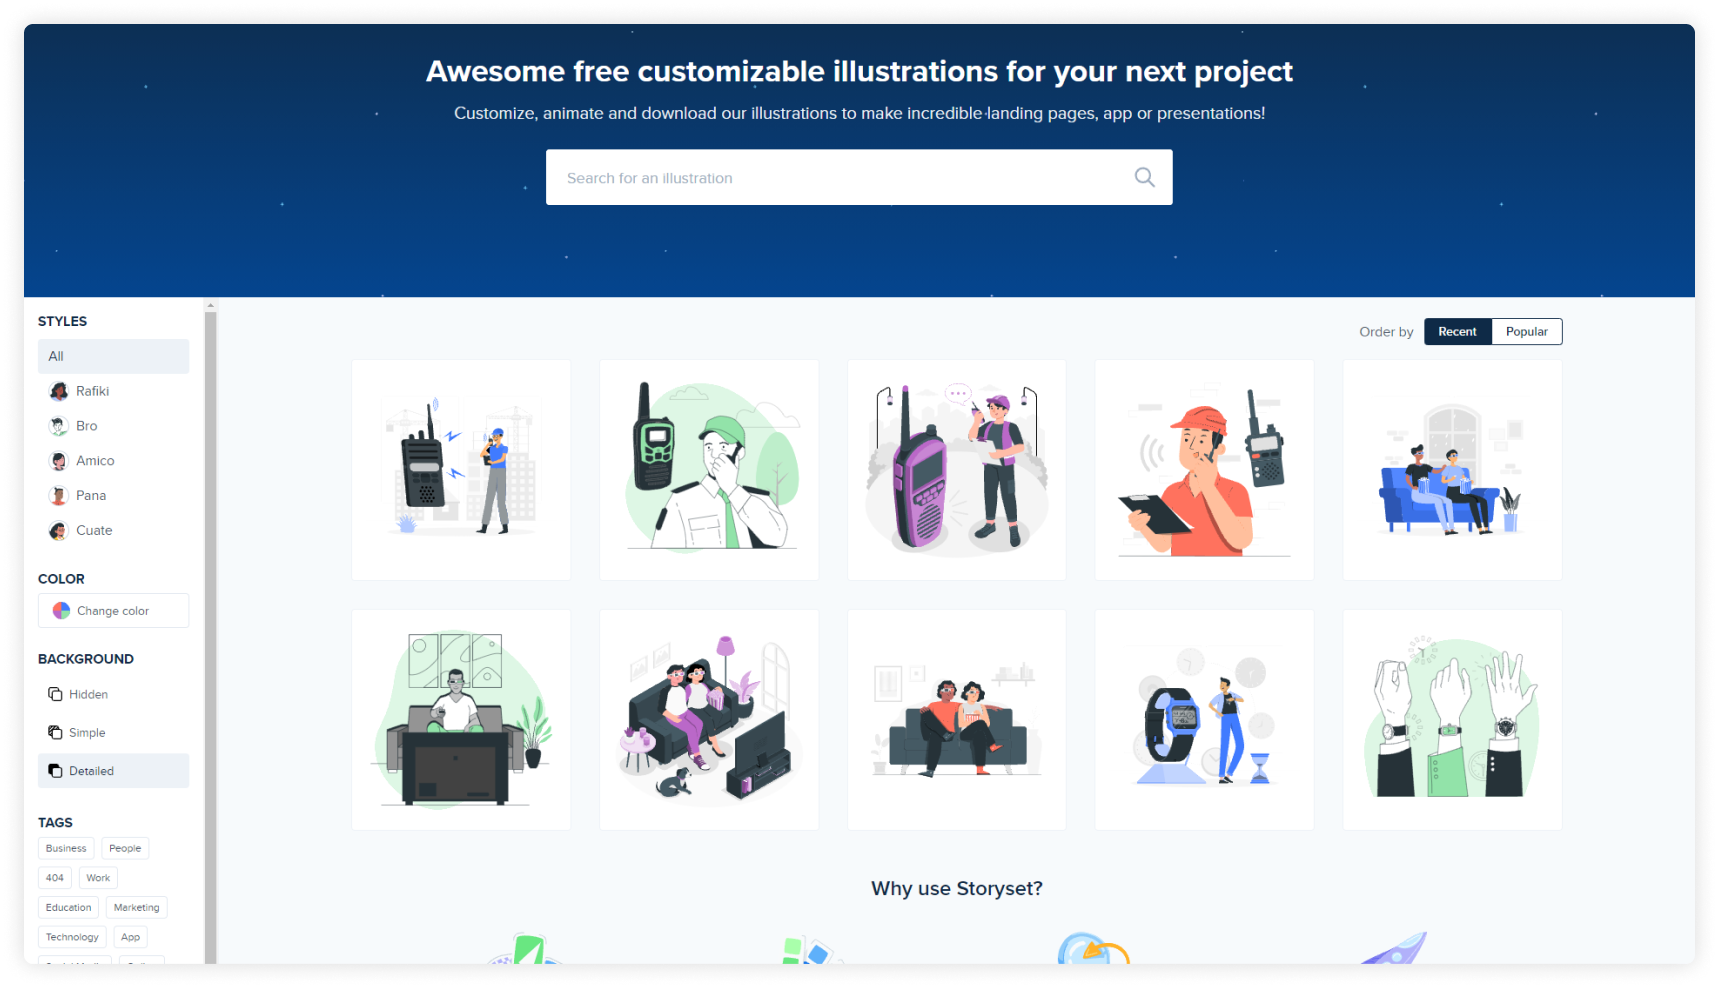 Awesome free customizable illustrations for your next project
Customize, animate and download our illustrations to make incredible landing pages, app or presentations!
Search for an illustration
STYLES
All
Rafiki
Bro
Amico
Pana
Cuate
COLOR
Change color
BACKGROUND
Hidden
Simple
Detailed
TAGS
Business People
404 Work
Education Marketing
Technology App
Order by Recent Popular
Why use Storyset?